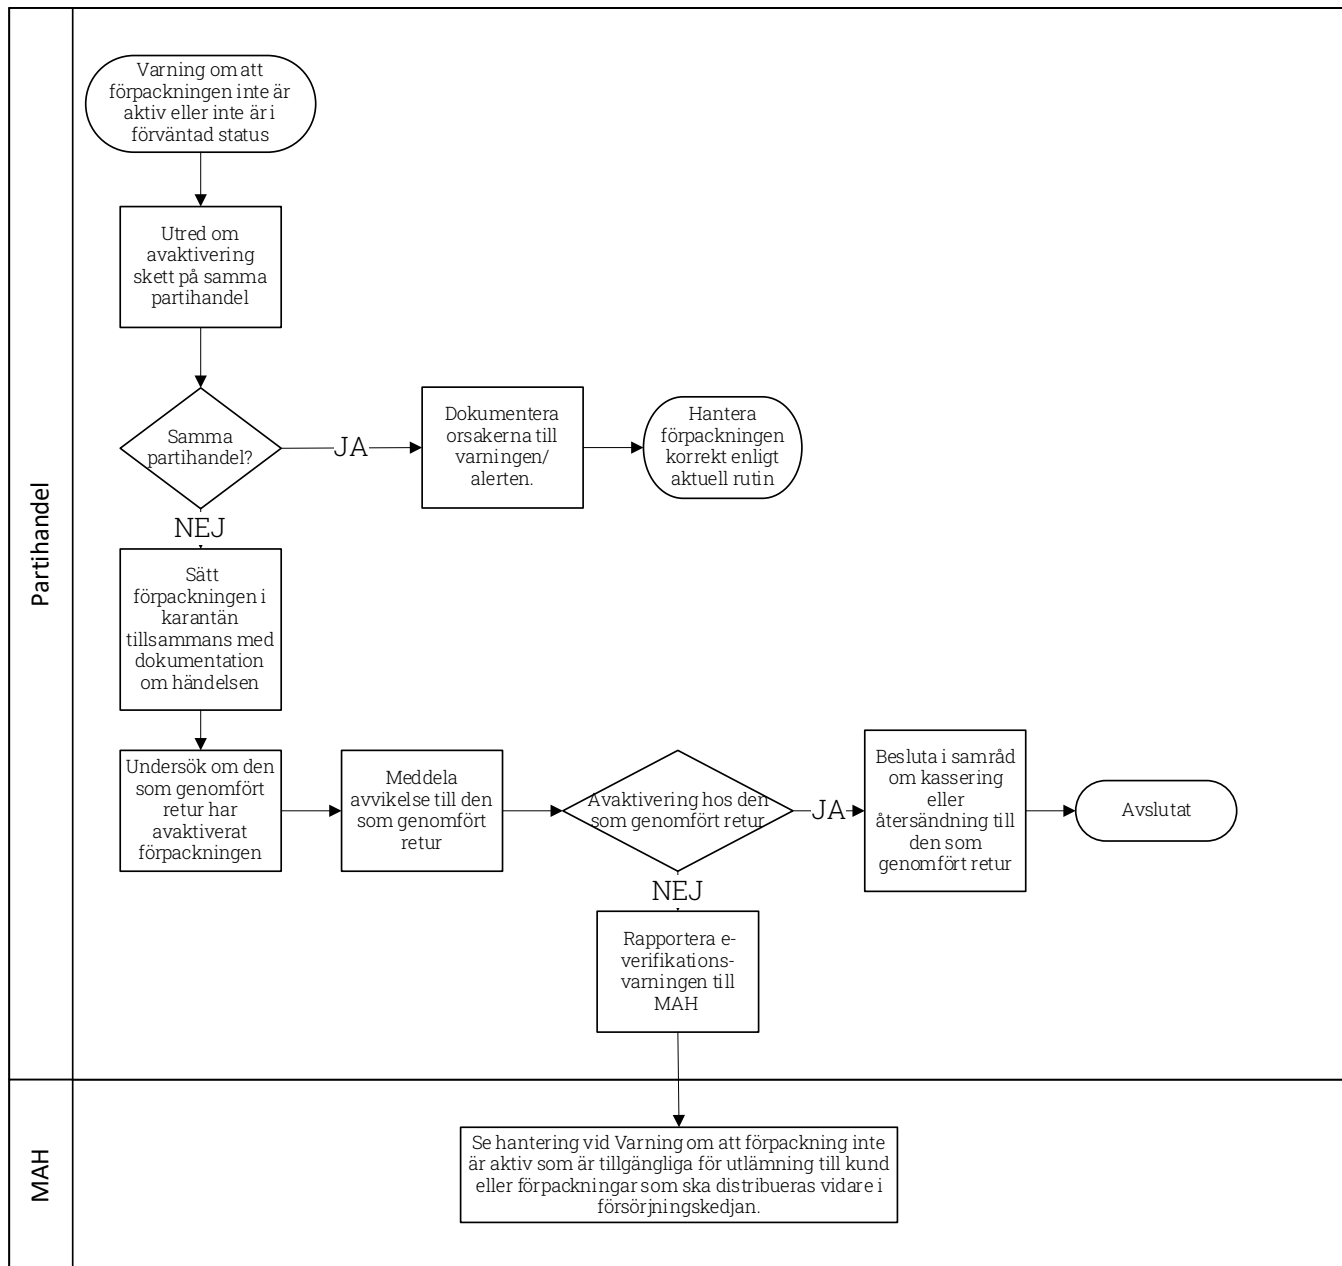 Partihandel
Varning om att
förpackningen inte är
aktiv eller inte är i
förväntad status
Utred om
avaktivering
skett på samma
partihandel
Samma
partihandel?
JA
Dokumentera
orsakerna till
varningen/
alerten.
Hantera
förpackningen
korrekt enligt
aktuell rutin
NEJ
Sätt
förpackningen i
karantän
tillsammans med
dokumentation
om händelsen
Undersök om den
som genomfört
retur har
avaktiverat
förpackningen
Meddela
avvikelse till den
som genomfört
retur
Avaktivering hos den
som genomfört retur
JA
Besluta i samråd
om kassering
eller
återsändning till
den som
genomfört retur
Avslutat
NEJ
Rapportera e-
verifikations-
varningen till
MAH
MAH
Se hantering vid Varning om att förpackning inte
är aktiv som är tillgängliga för utlämning till kund
eller förpackningar som ska distribueras vidare i
försörjningskedjan.